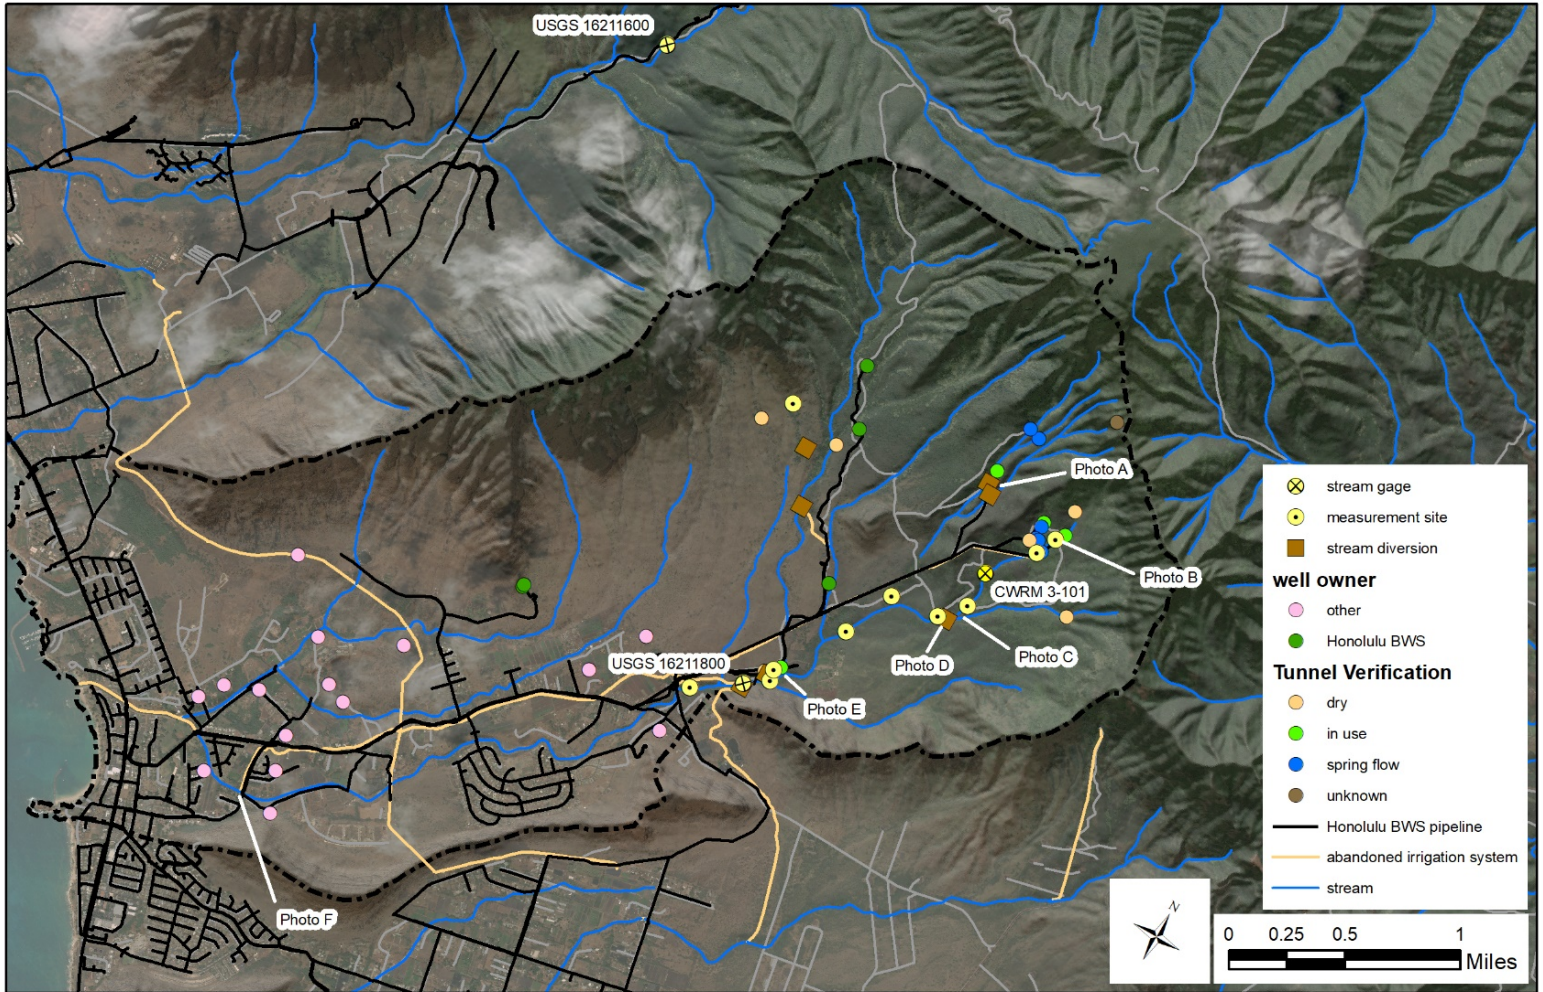 USGS 16211600
Photo A
Photo B
CWRM 3-101
Photo C
Photo D
USGS 16211800
Photo E
Photo F
stream gage
measurement site
stream diversion
well owner
other
Honolulu BWS
Tunnel Verification
dry
in use
spring flow
unknown
Honolulu BWS pipeline
abandoned irrigation system
stream
N
0 0.25 0.5 1
Miles